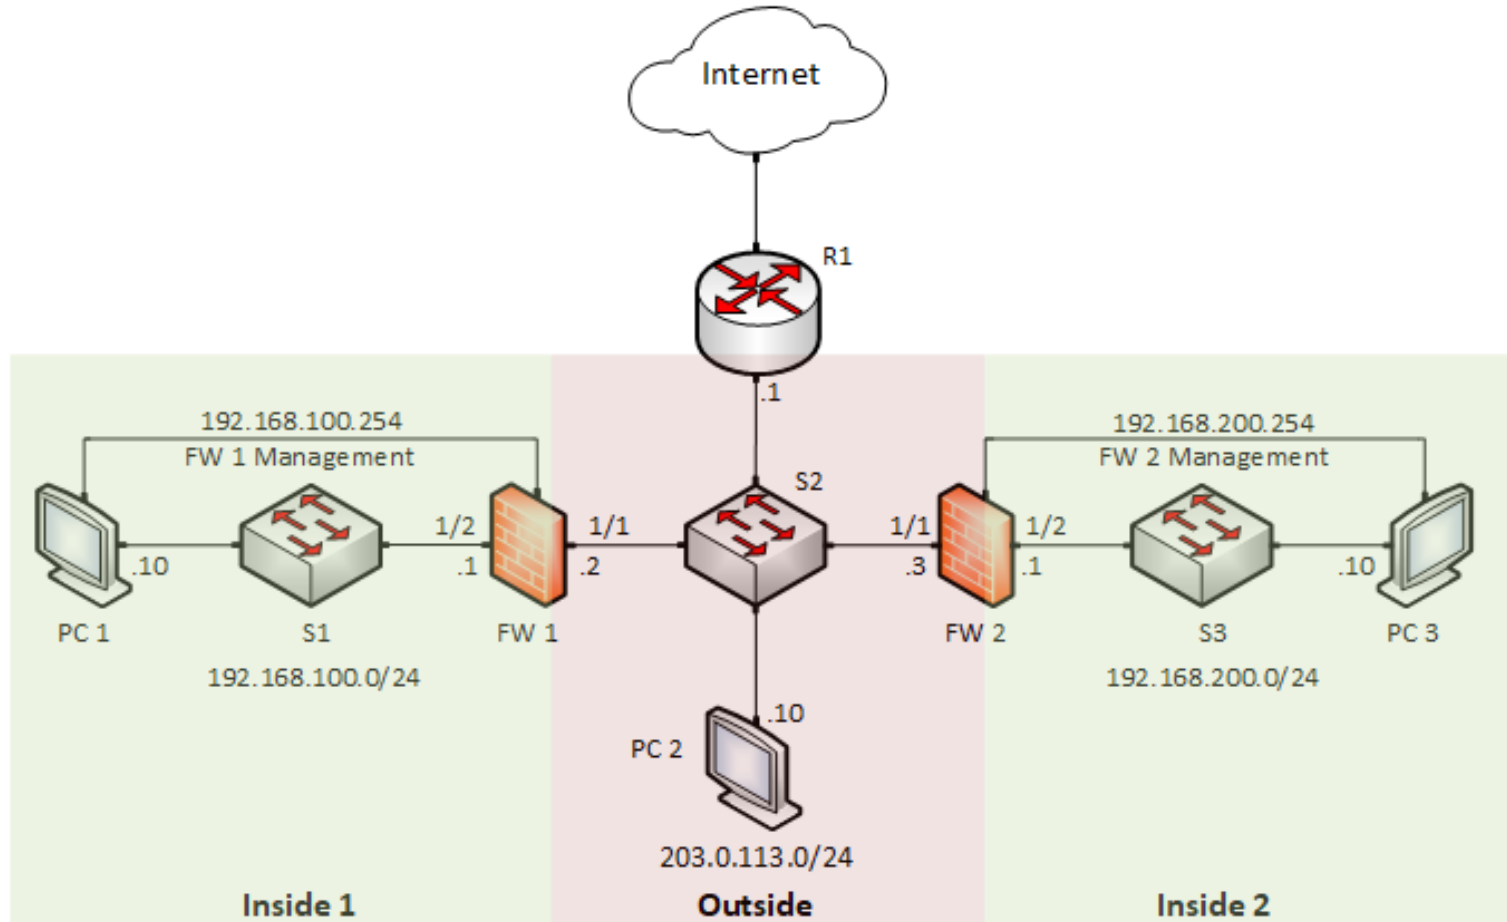 Internet
R1
.1
192.168.100.254
FW 1 Management
192.168.200.254
FW 2 Management
S2
1/2
1/1
1/1
1/2
.10
.1
.2
.3
.1
.10
PC 1
S1
FW 1
FW 2
S3
PC 3
192.168.100.0/24
192.168.200.0/24
.10
PC 2
203.0.113.0/24
Inside 1
Outside
Inside 2